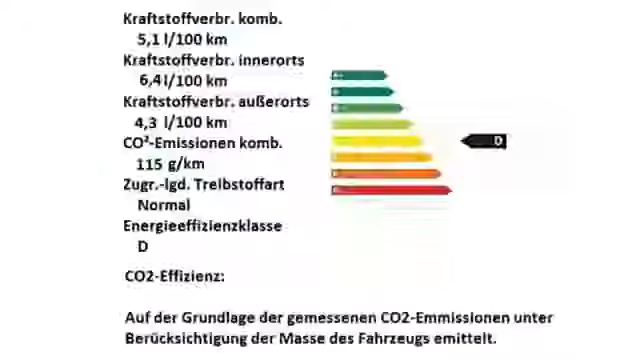 Kraftstoffverbr. komb.
5,1 l/100 km
Kraftstoffverbr. innerorts
6,4 l/100 km
Kraftstoffverbr. außerorts
4,3 l/100 km
CO²-Emissionen komb.
115 g/km
Zugr.-lgd. Treibstoffart
Normal
Energieeffizienzklasse
D
D
CO2-Effizienz:
Auf der Grundlage der gemessenen CO2-Emmissionen unter
Berücksichtigung der Masse des Fahrzeugs emittelt.